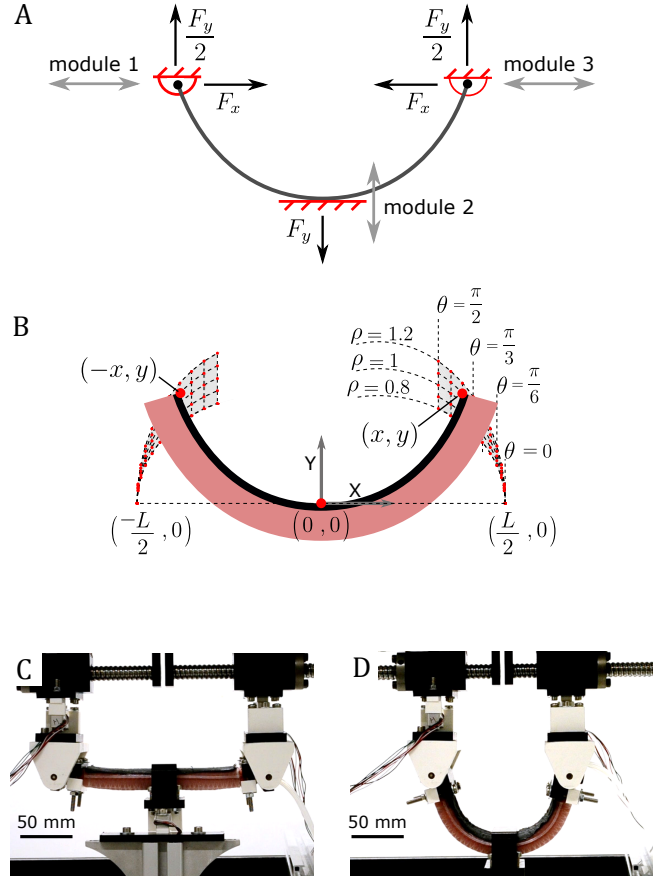 A
F_y/2
F_y/2
module 1
module 3
F_x
F_x
module 2
F_y
B
θ = π/2
ρ = 1.2
θ = π/3
ρ = 1
(−x, y)
ρ = 0.8
θ = π/6
(x, y)
θ = 0
Y
X
(−L/2, 0)
(0, 0)
(L/2, 0)
C
D
50 mm
50 mm